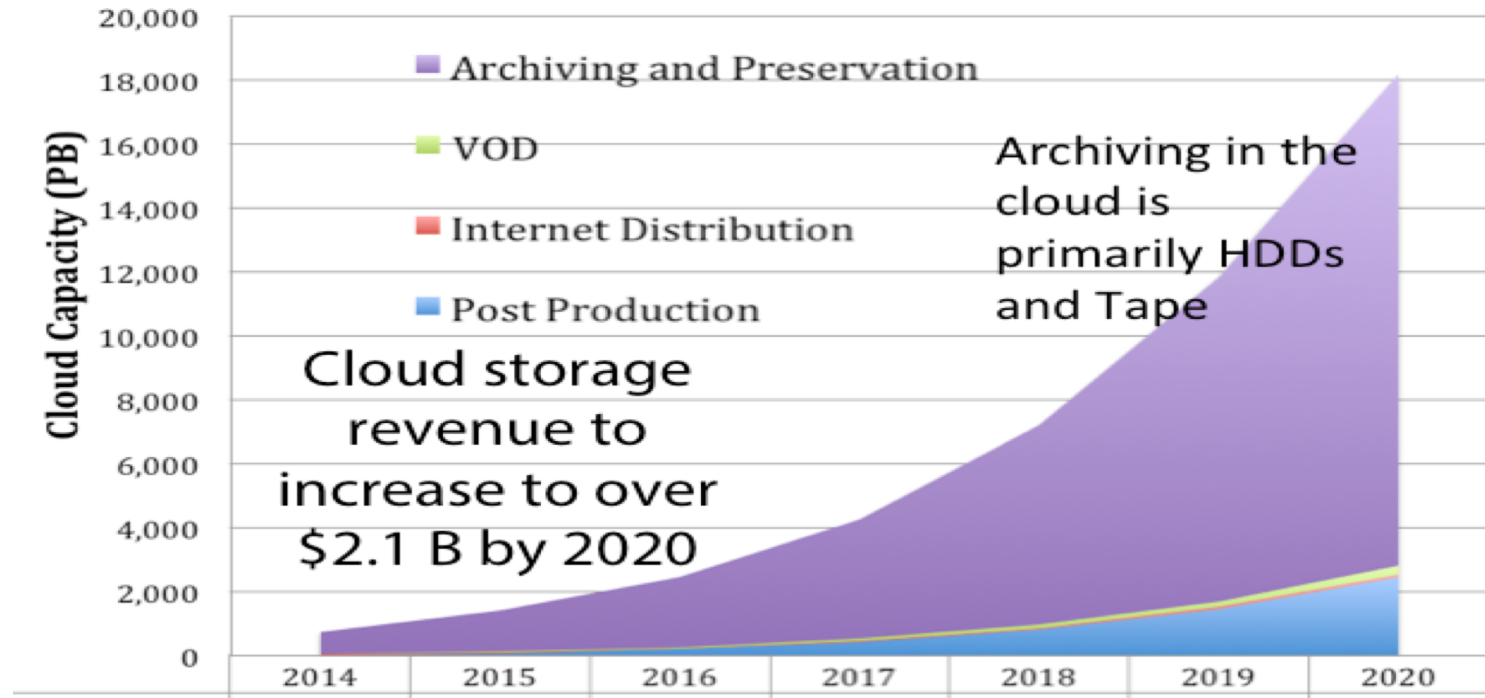 20,000
18,000
16,000
14,000
12,000
10,000
8,000
6,000
4,000
2,000
0
Cloud Capacity (PB)
Archiving and Preservation
VOD
Internet Distribution
Post Production
Archiving in the
cloud is
primarily HDDs
and Tape
Cloud storage
revenue to
increase to over
$2.1 B by 2020
2014 2015 2016 2017 2018 2019 2020